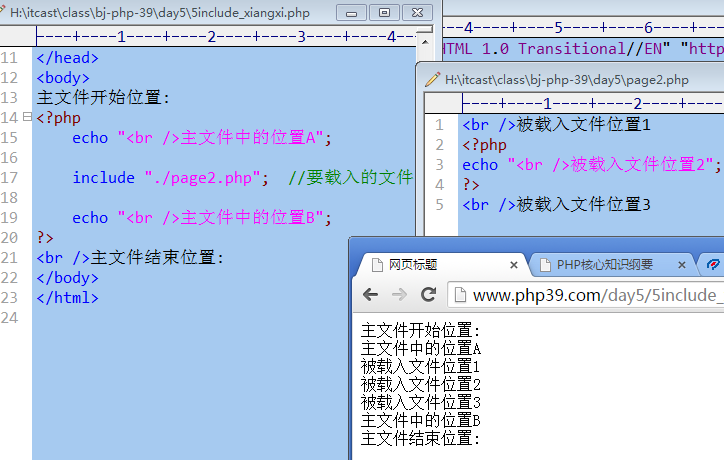 H:\itcast\class\bj-php-39\day5\5include_xiangxi.php
----+----1----+----2----+----3----+----4---
11 </head>
12 <body>
13 主文件开始位置:
14 <?php
15 echo "<br />主文件中的位置A";
16
17 include "./page2.php"; //要载入的文件
18
19 echo "<br />主文件中的位置B";
20 ?>
21 <br />主文件结束位置:
22 </body>
23 </html>
24
----4----+----5----+----6----+---
HTML 1.0 Transitional//EN" "http
H:\itcast\class\bj-php-39\day5\page2.php
----+----1----+----2----+---
1 <br />被载入文件位置1
2 <?php
3 echo "<br />被载入文件位置2";
4 ?>
5 <br />被载入文件位置3
网页标题
PHP核心知识纲要
www.php39.com/day5/5include_
主文件开始位置:
主文件中的位置A
被载入文件位置1
被载入文件位置2
被载入文件位置3
主文件中的位置B
主文件结束位置: